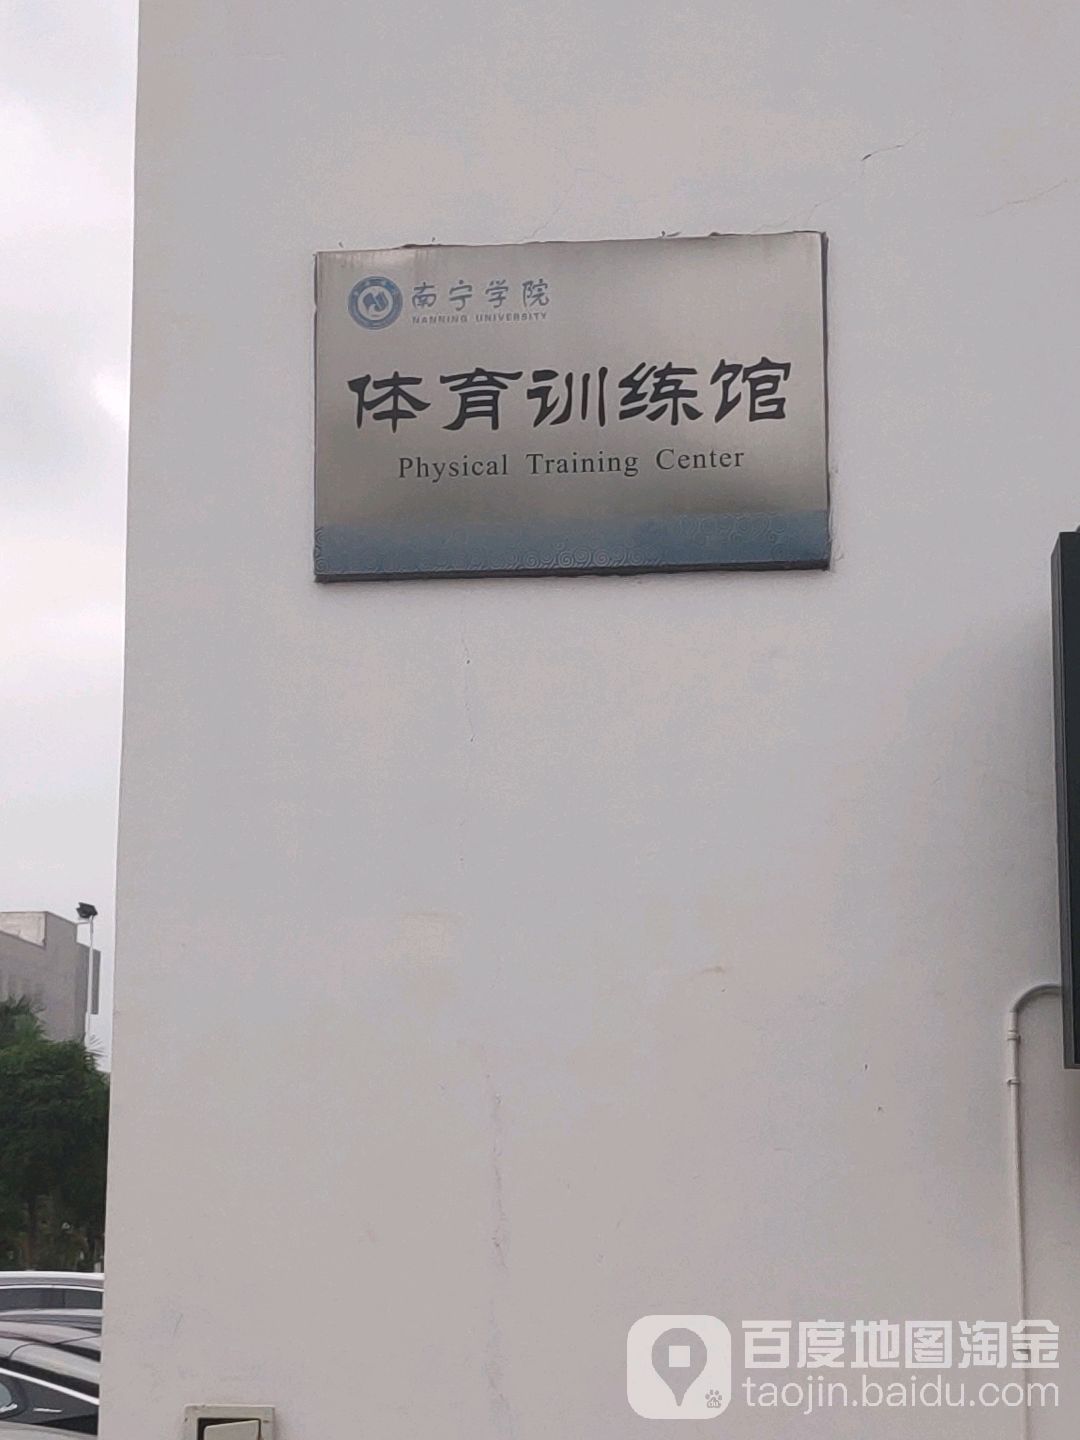 南宁学院
NANNING UNIVERSITY
体育训练馆
Physical Training Center
百度地图淘金
taojin.baidu.com